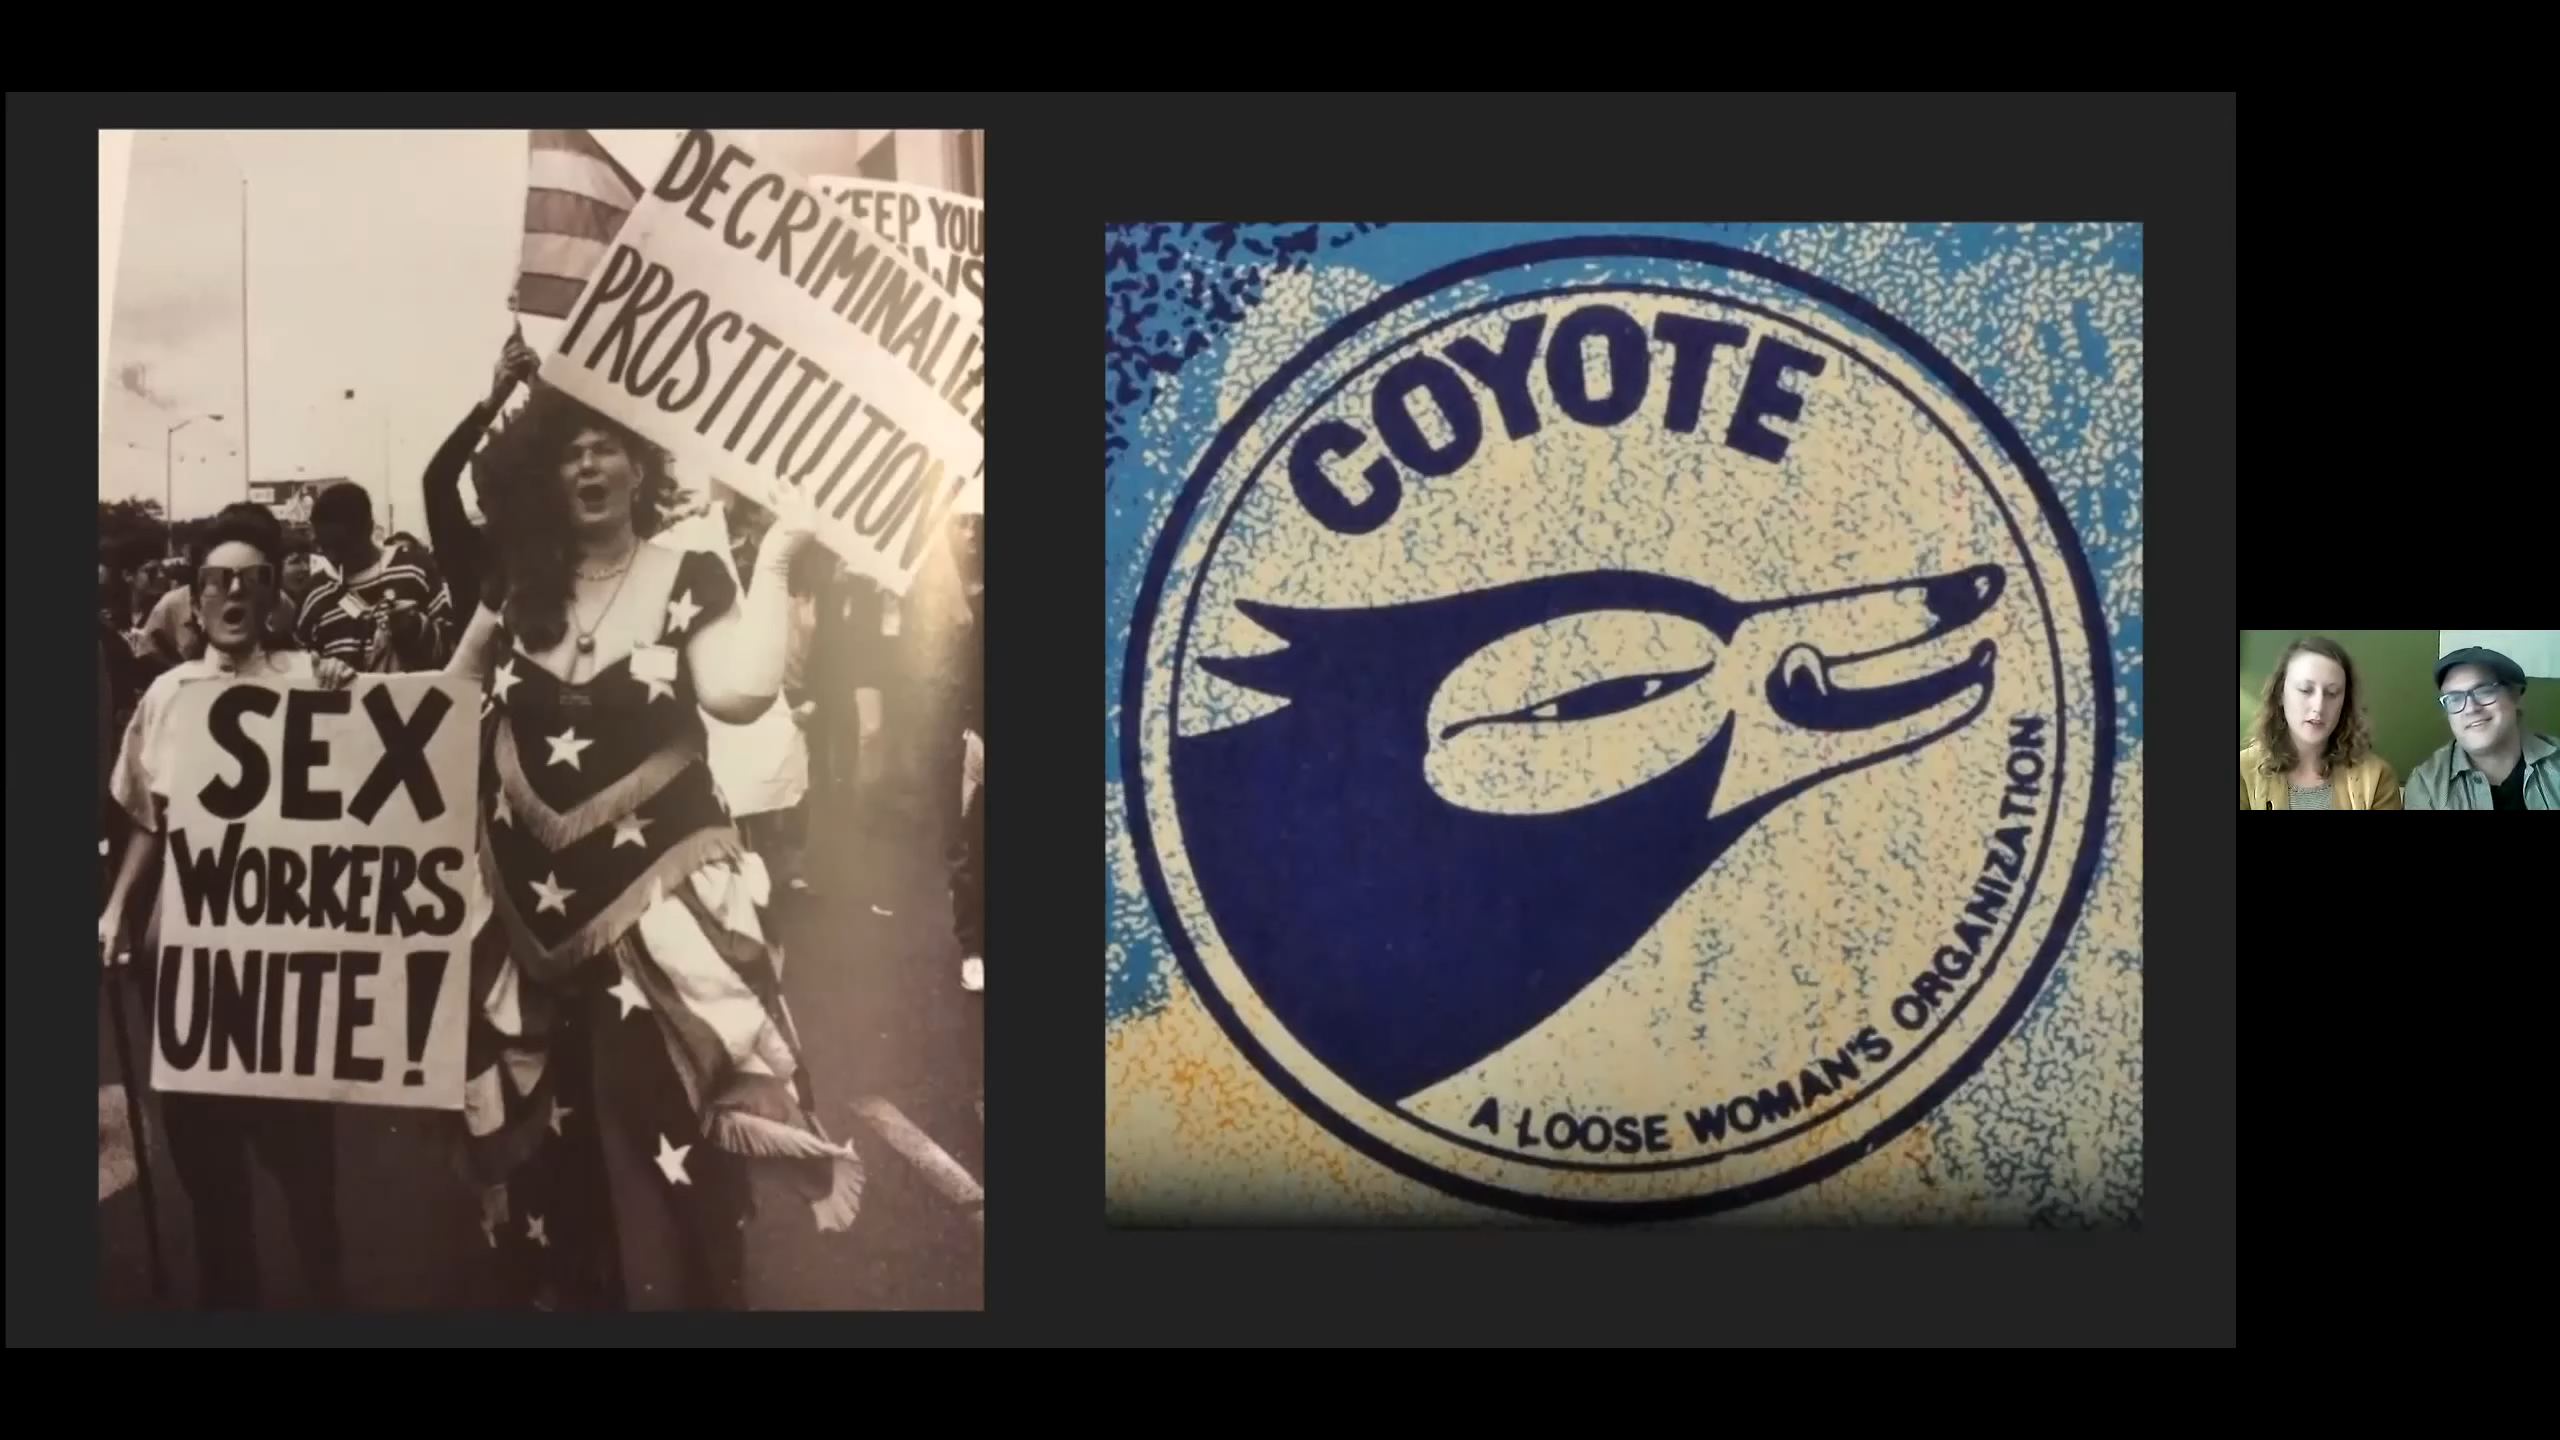 DECRIMINALIZE
PROSTITUTION
SEX
WORKERS
UNITE!
COYOTE
A LOOSE WOMAN'S ORGANIZATION